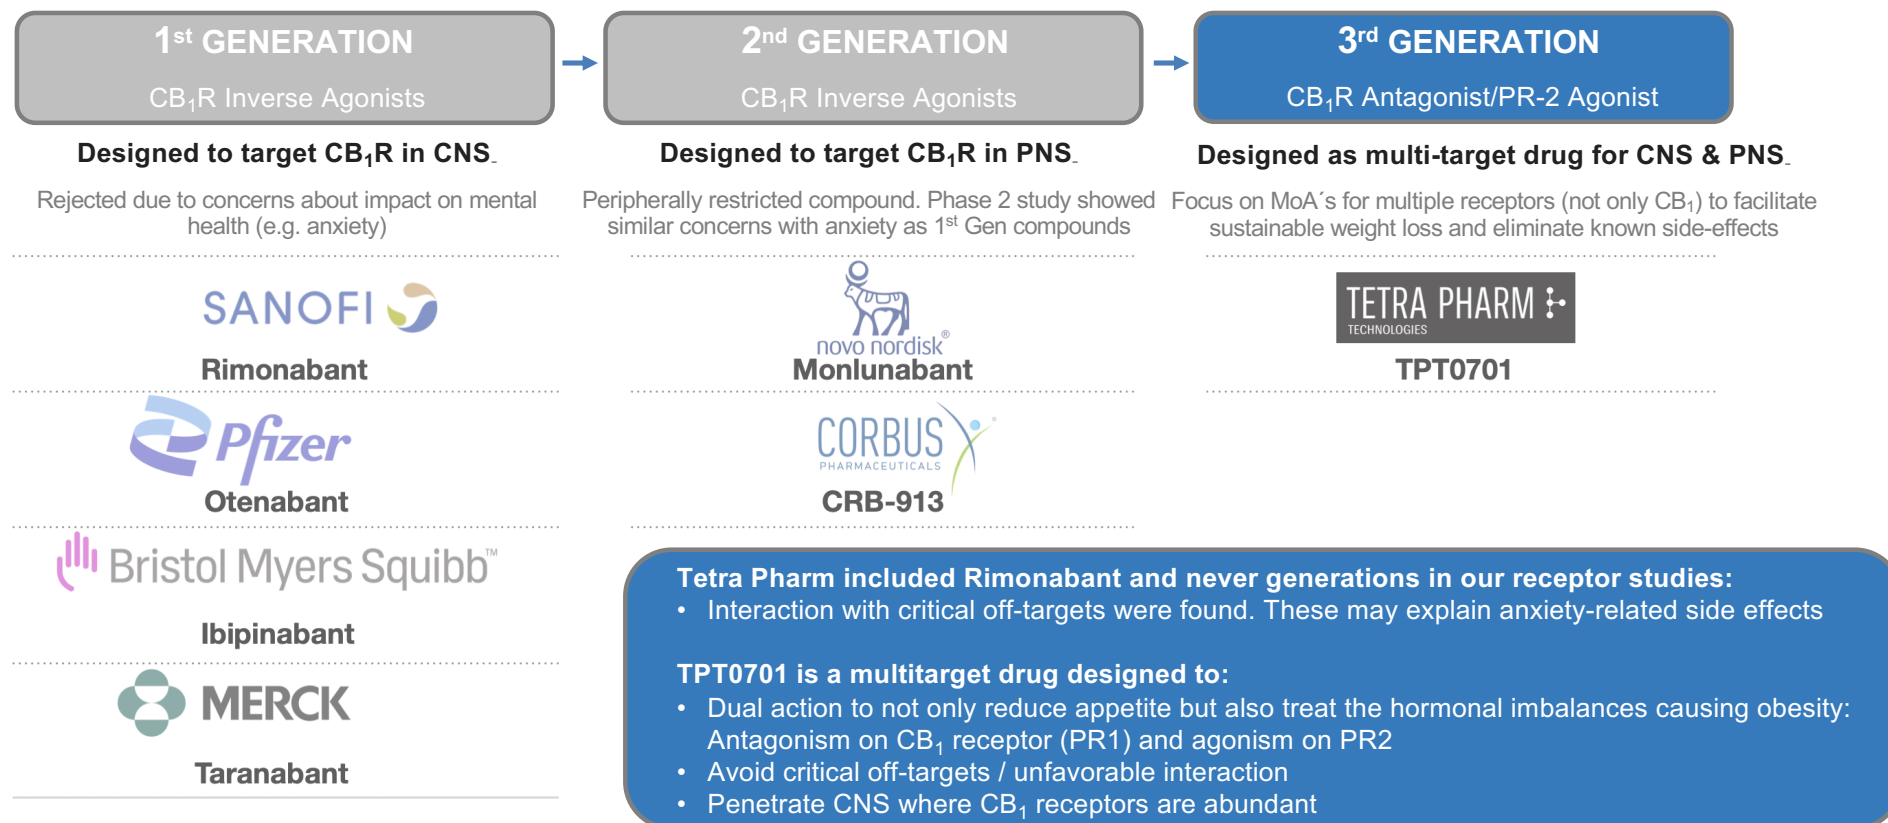 1st GENERATION
CB1R Inverse Agonists
Designed to target CB1R in CNS
Rejected due to concerns about impact on mental
health (e.g. anxiety)
SANOFI
Rimonabant
Pfizer
Otenabant
Bristol Myers Squibb™
Ibipinabant
MERCK
Taranabant
2nd GENERATION
CB1R Inverse Agonists
Designed to target CB1R in PNS
Peripherally restricted compound. Phase 2 study showed
similar concerns with anxiety as 1st Gen compounds
novo nordisk®
Monlunabant
CORBUS
PHARMACEUTICALS
CRB-913
3rd GENERATION
CB1R Antagonist/PR-2 Agonist
Designed as multi-target drug for CNS & PNS
Focus on MoA´s for multiple receptors (not only CB1) to facilitate
sustainable weight loss and eliminate known side-effects
TETRA PHARM
TECHNOLOGIES
TPT0701
Tetra Pharm included Rimonabant and never generations in our receptor studies:
• Interaction with critical off-targets were found. These may explain anxiety-related side effects
TPT0701 is a multitarget drug designed to:
• Dual action to not only reduce appetite but also treat the hormonal imbalances causing obesity:
Antagonism on CB1 receptor (PR1) and agonism on PR2
• Avoid critical off-targets / unfavorable interaction
• Penetrate CNS where CB1 receptors are abundant